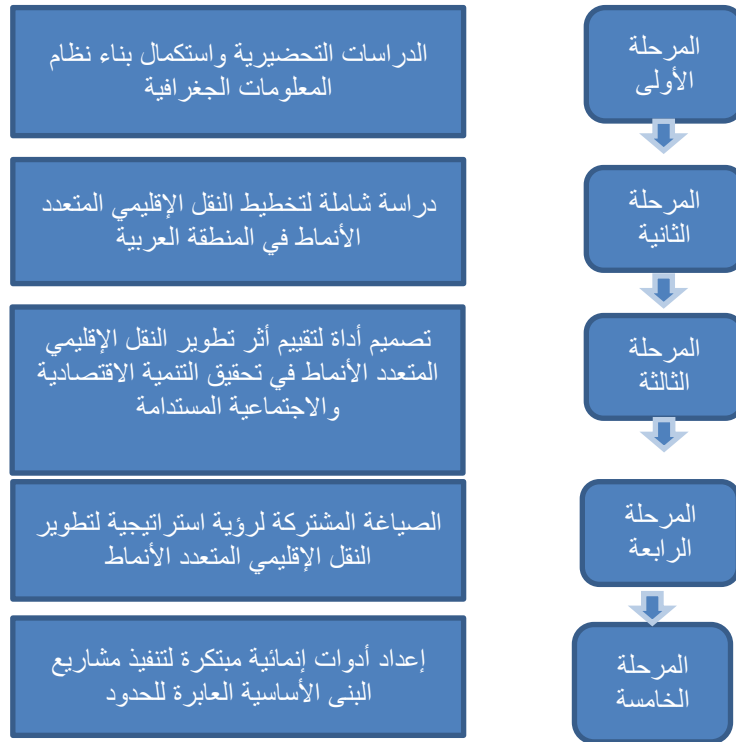 المرحلة
الأولى
الدراسات التحضيرية واستكمال بناء نظام
المعلومات الجغرافية
المرحلة
الثانية
دراسة شاملة لتخطيط النقل الإقليمي المتعدد
الأنماط في المنطقة العربية
المرحلة
الثالثة
تصميم أداة لتقييم أثر تطوير النقل الإقليمي
المتعدد الأنماط في تحقيق التنمية الاقتصادية
والاجتماعية المستدامة
المرحلة
الرابعة
الصياغة المشتركة لرؤية استراتيجية لتطوير
النقل الإقليمي المتعدد الأنماط
المرحلة
الخامسة
إعداد أدوات إنمائية مبتكرة لتنفيذ مشاريع
البنى الأساسية العابرة للحدود